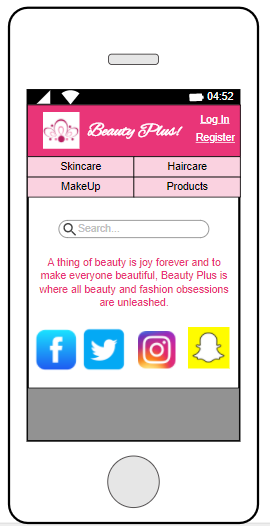 04:52
Beauty Plus!
Log In
Register
Skincare
Haircare
MakeUp
Products
Search...
A thing of beauty is joy forever and to
make everyone beautiful, Beauty Plus is
where all beauty and fashion obsessions
are unleashed.